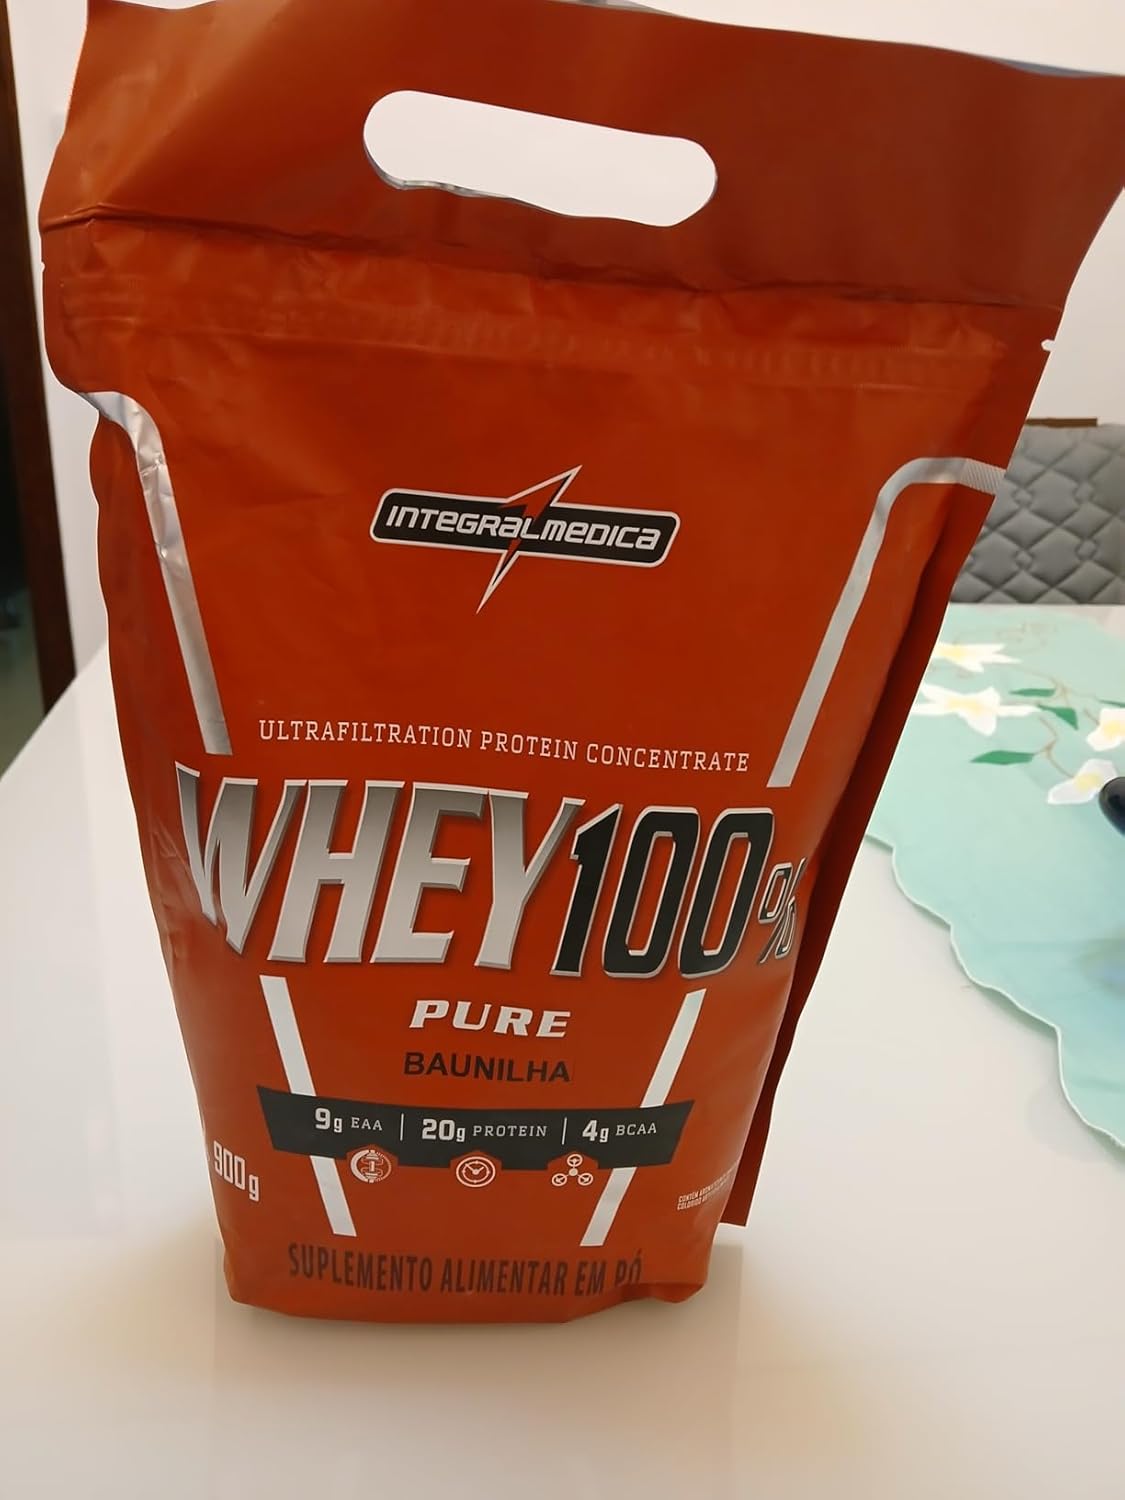 INTEGRALMEDICA
ULTRAFILTRATION PROTEIN CONCENTRATE
WHEY100%
PURE
BAUNILHA
9g EAA | 20g PROTEIN | 4g BCAA
900g
SUPLEMENTO ALIMENTAR EM PÓ